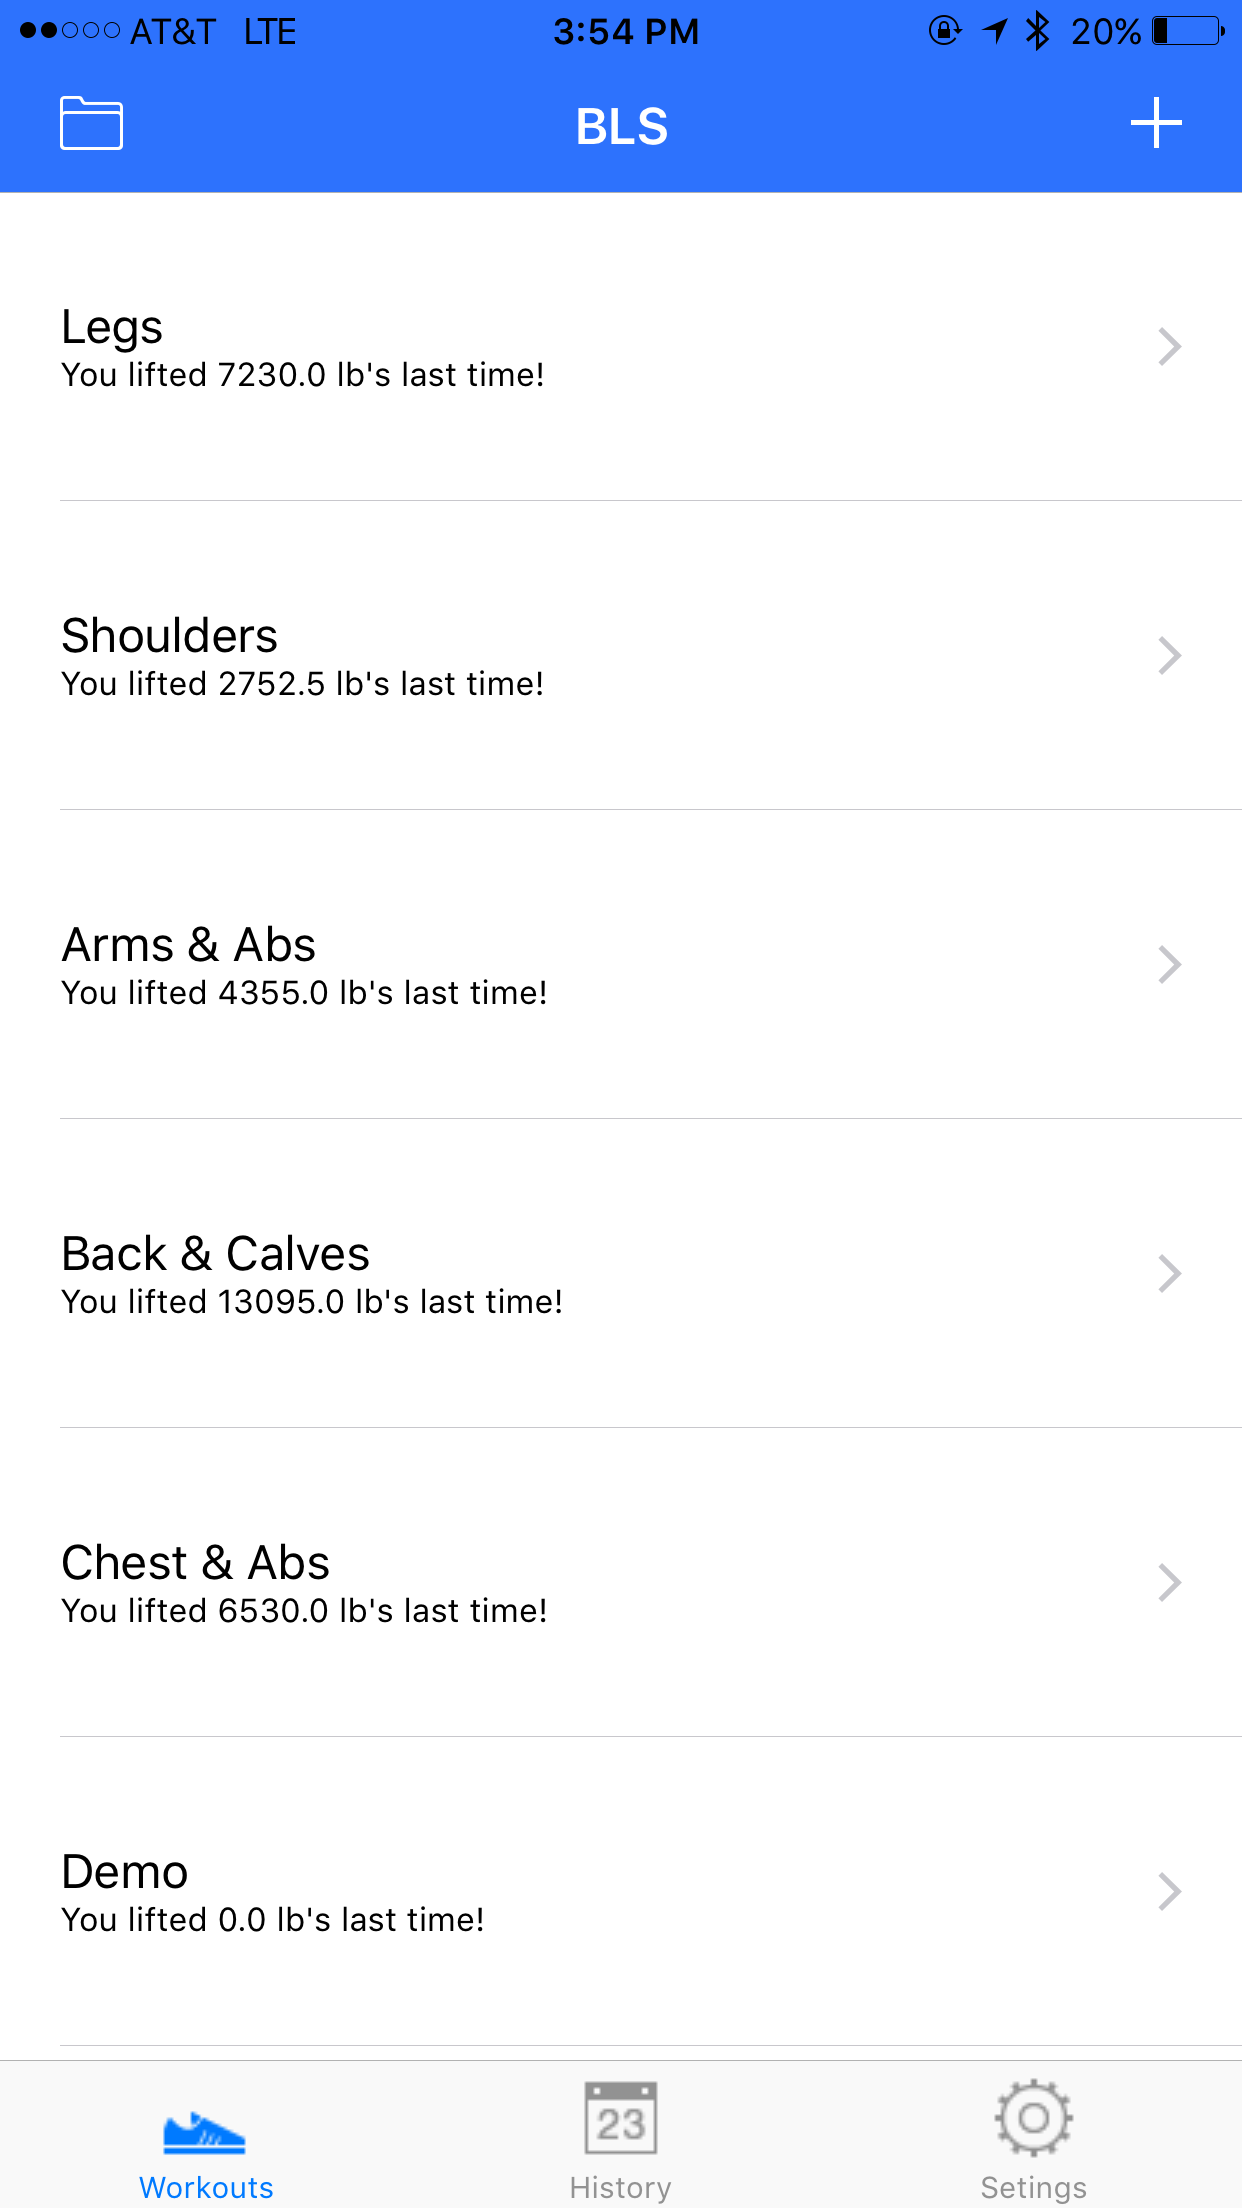 AT&T LTE 3:54 PM 20%
BLS
Legs
You lifted 7230.0 lb's last time!
Shoulders
You lifted 2752.5 lb's last time!
Arms & Abs
You lifted 4355.0 lb's last time!
Back & Calves
You lifted 13095.0 lb's last time!
Chest & Abs
You lifted 6530.0 lb's last time!
Demo
You lifted 0.0 lb's last time!
23
Workouts History Setings